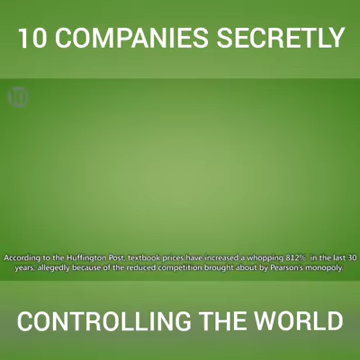 10 COMPANIES SECRETLY
10
According to the Huffington Post, textbook prices have increased a whopping 812% in the last 30
years, allegedly because of the reduced competition brought about by Pearson's monopoly.
CONTROLLING THE WORLD